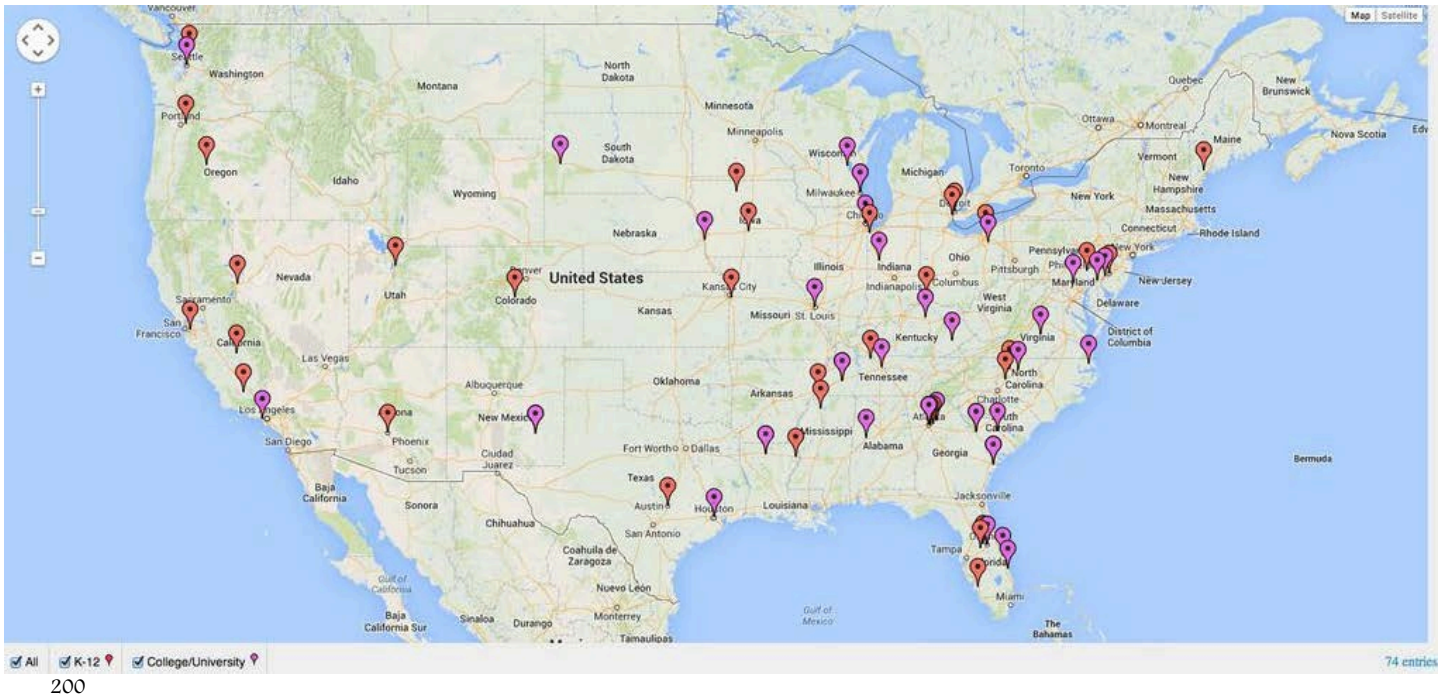 Vancouver
Map Satellite
Seattle
Washington
Montana
North
Dakota
Minnesota
Minneapolis
Quebec
New
Brunswick
Ottawa
Montreal
Nova Scotia
Maine
Portland
Oregon
Idaho
Wyoming
South
Dakota
Wisconsin
Michigan
Toronto
Vermont
New
Hampshire
New York
Massachusetts
Milwaukee
Detroit
Chicago
Iowa
Nebraska
Connecticut
Rhode Island
Pennsylvania
New York
Nevada
Utah
Denver
Colorado
United States
Kansas City
Illinois
Indiana
Indianapolis
Ohio
Columbus
Pittsburgh
Maryland
New Jersey
Delaware
Sacramento
San
Francisco
California
Kansas
Missouri
St. Louis
West
Virginia
Kentucky
Virginia
District of
Columbia
Las Vegas
Albuquerque
New Mexico
Oklahoma
Arkansas
Tennessee
North
Carolina
Charlotte
Los Angeles
San Diego
Arizona
Phoenix
Tucson
Ciudad
Juarez
Fort Worth
Dallas
Mississippi
Alabama
Atlanta
South
Carolina
Georgia
Bermuda
Baja
California
Sonora
Chihuahua
Texas
Austin
San Antonio
Houston
Louisiana
Jacksonville
Coahuila de
Zaragoza
Tampa
Florida
Miami
Gulf of
California
Nuevo León
Monterrey
Gulf of
Mexico
Baja
California Sur
Sinaloa
Durango
Tamaulipas
The
Bahamas
All
K-12
College/University
74 entries
200